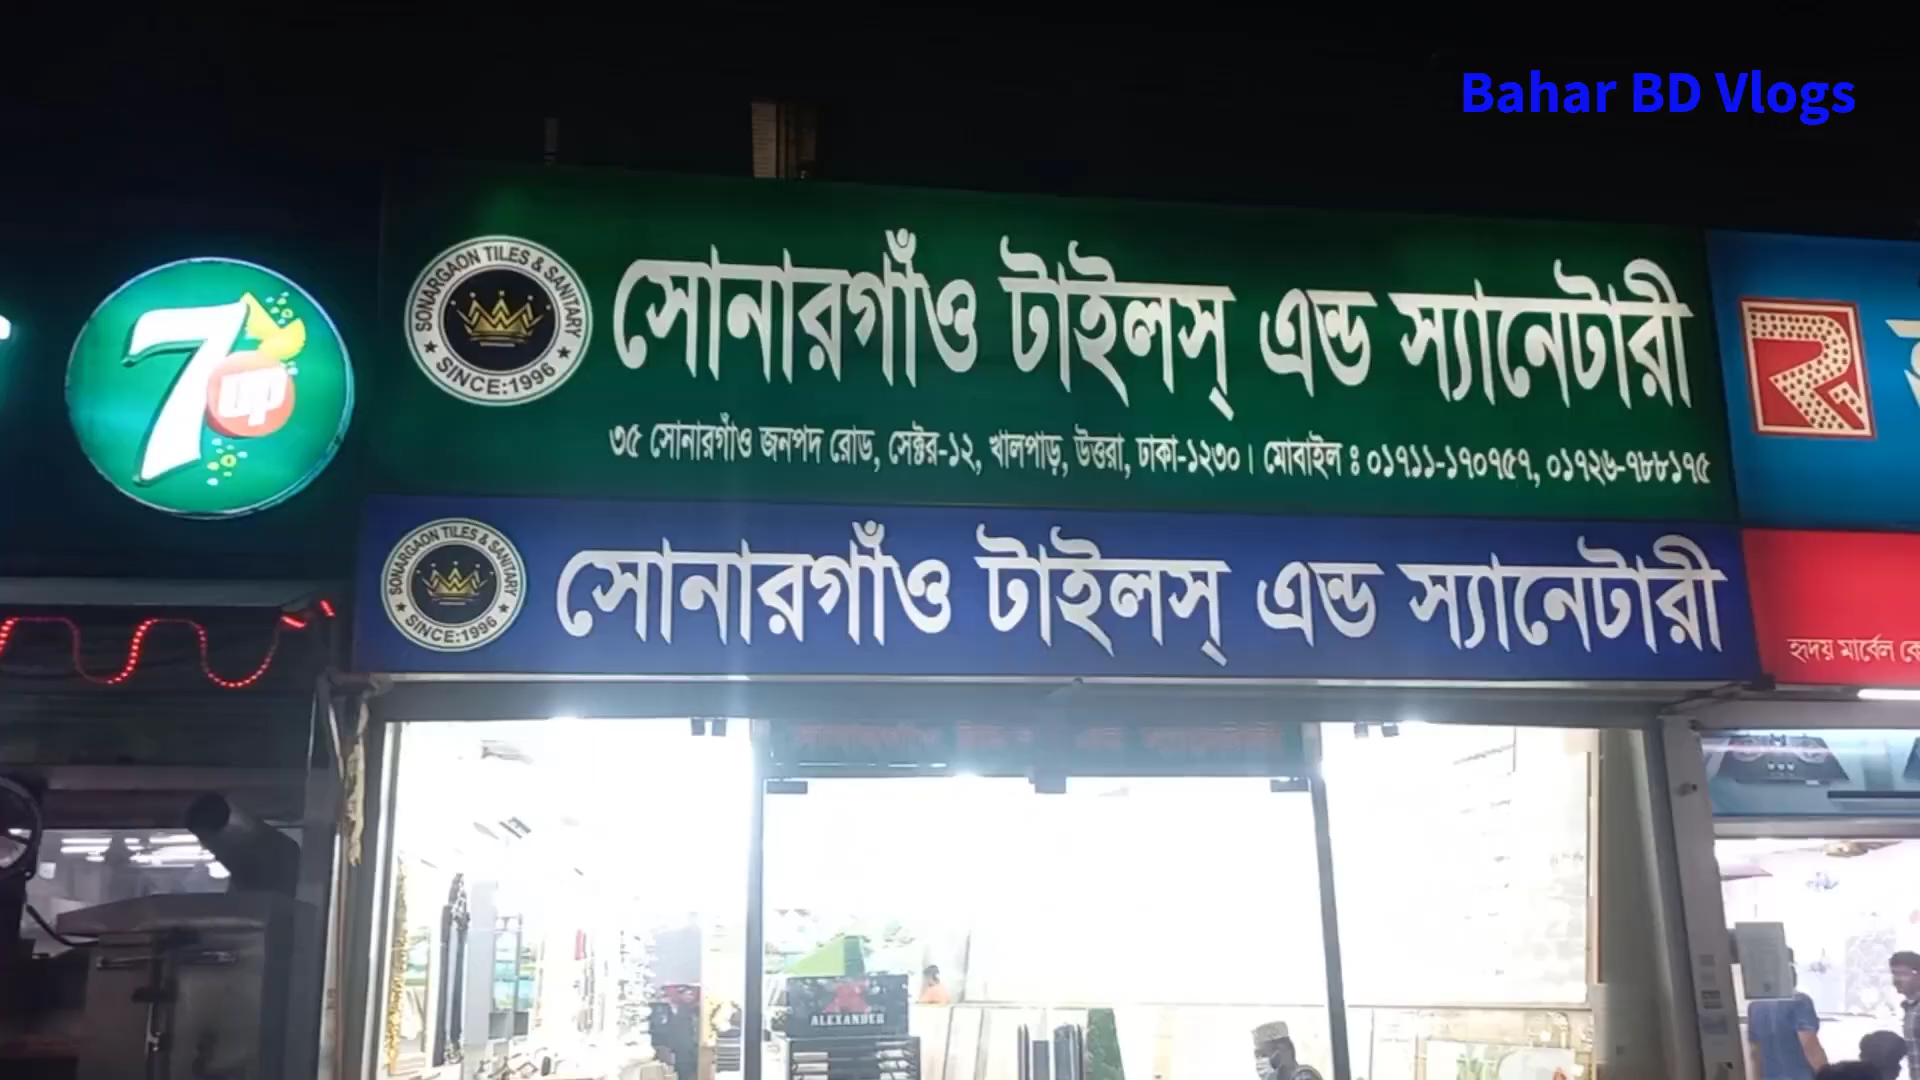 Bahar BD Vlogs
SONARGAON TILES & SANITARY
SINCE:1996
সোনারগাঁও টাইলস্ এন্ড স্যানেটারী
৩৫ সোনারগাঁও জনপদ রোড, সেক্টর-১২, খালপাড়, উত্তরা, ঢাকা-১২৩০। মোবাইল ঃ ০১৭১১-১৭০৭৫৭, ০১৭২৬-৭৮৮১৭৫
7up
SONARGAON TILES & SANITARY
SINCE:1996
সোনারগাঁও টাইলস্ এন্ড স্যানেটারী
হৃদয় মার্বেল
ALEXANDER